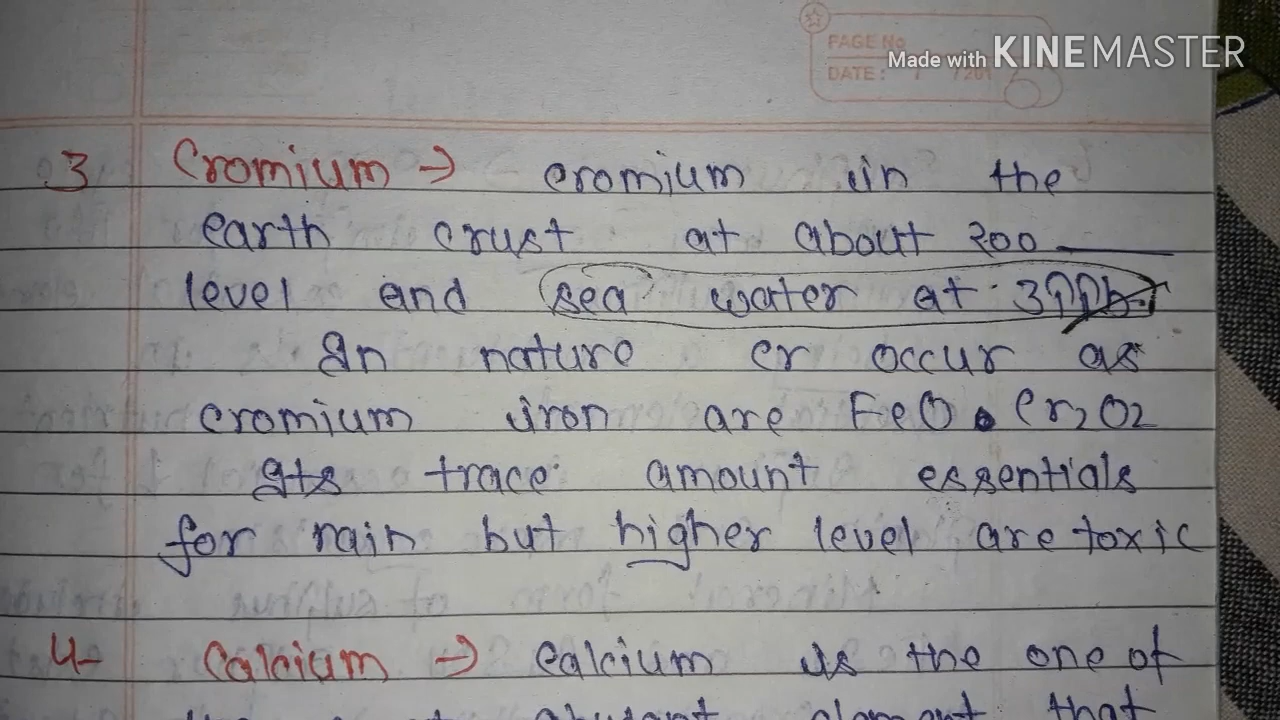 PAGE No
DATE: / /201
Made with KINEMASTER
3 Cromium → cromium in the
earth crust at about 200
level and sea water at 3PPb
In nature cr occur as
cromium iron are FeO . Cr2O2
Its trace amount essentials
for rain but higher level are toxic
4- Calcium → Calcium is the one of
that